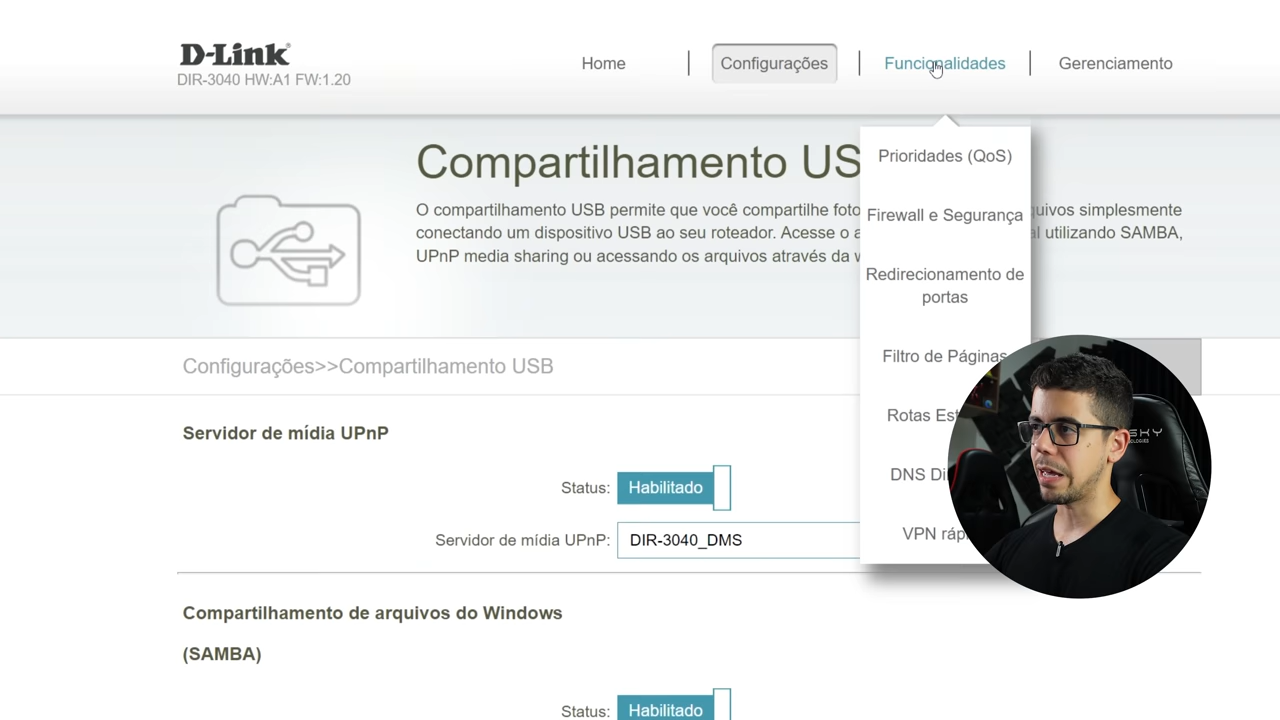 D-Link
DIR-3040 HW:A1 FW:1.20
Home
Configurações
Funcionalidades
Gerenciamento
Compartilhamento US
O compartilhamento USB permite que você compartilhe foto
quivos simplesmente
conectando um dispositivo USB ao seu roteador. Acesse o a
al utilizando SAMBA,
UPnP media sharing ou acessando os arquivos através da w
Prioridades (QoS)
Firewall e Segurança
Redirecionamento de
portas
Filtro de Páginas
Rotas Est
DNS Di
VPN ráp
Configurações>>Compartilhamento USB
Servidor de mídia UPnP
Status: Habilitado
Servidor de mídia UPnP: DIR-3040_DMS
Compartilhamento de arquivos do Windows
(SAMBA)
Status: Habilitado